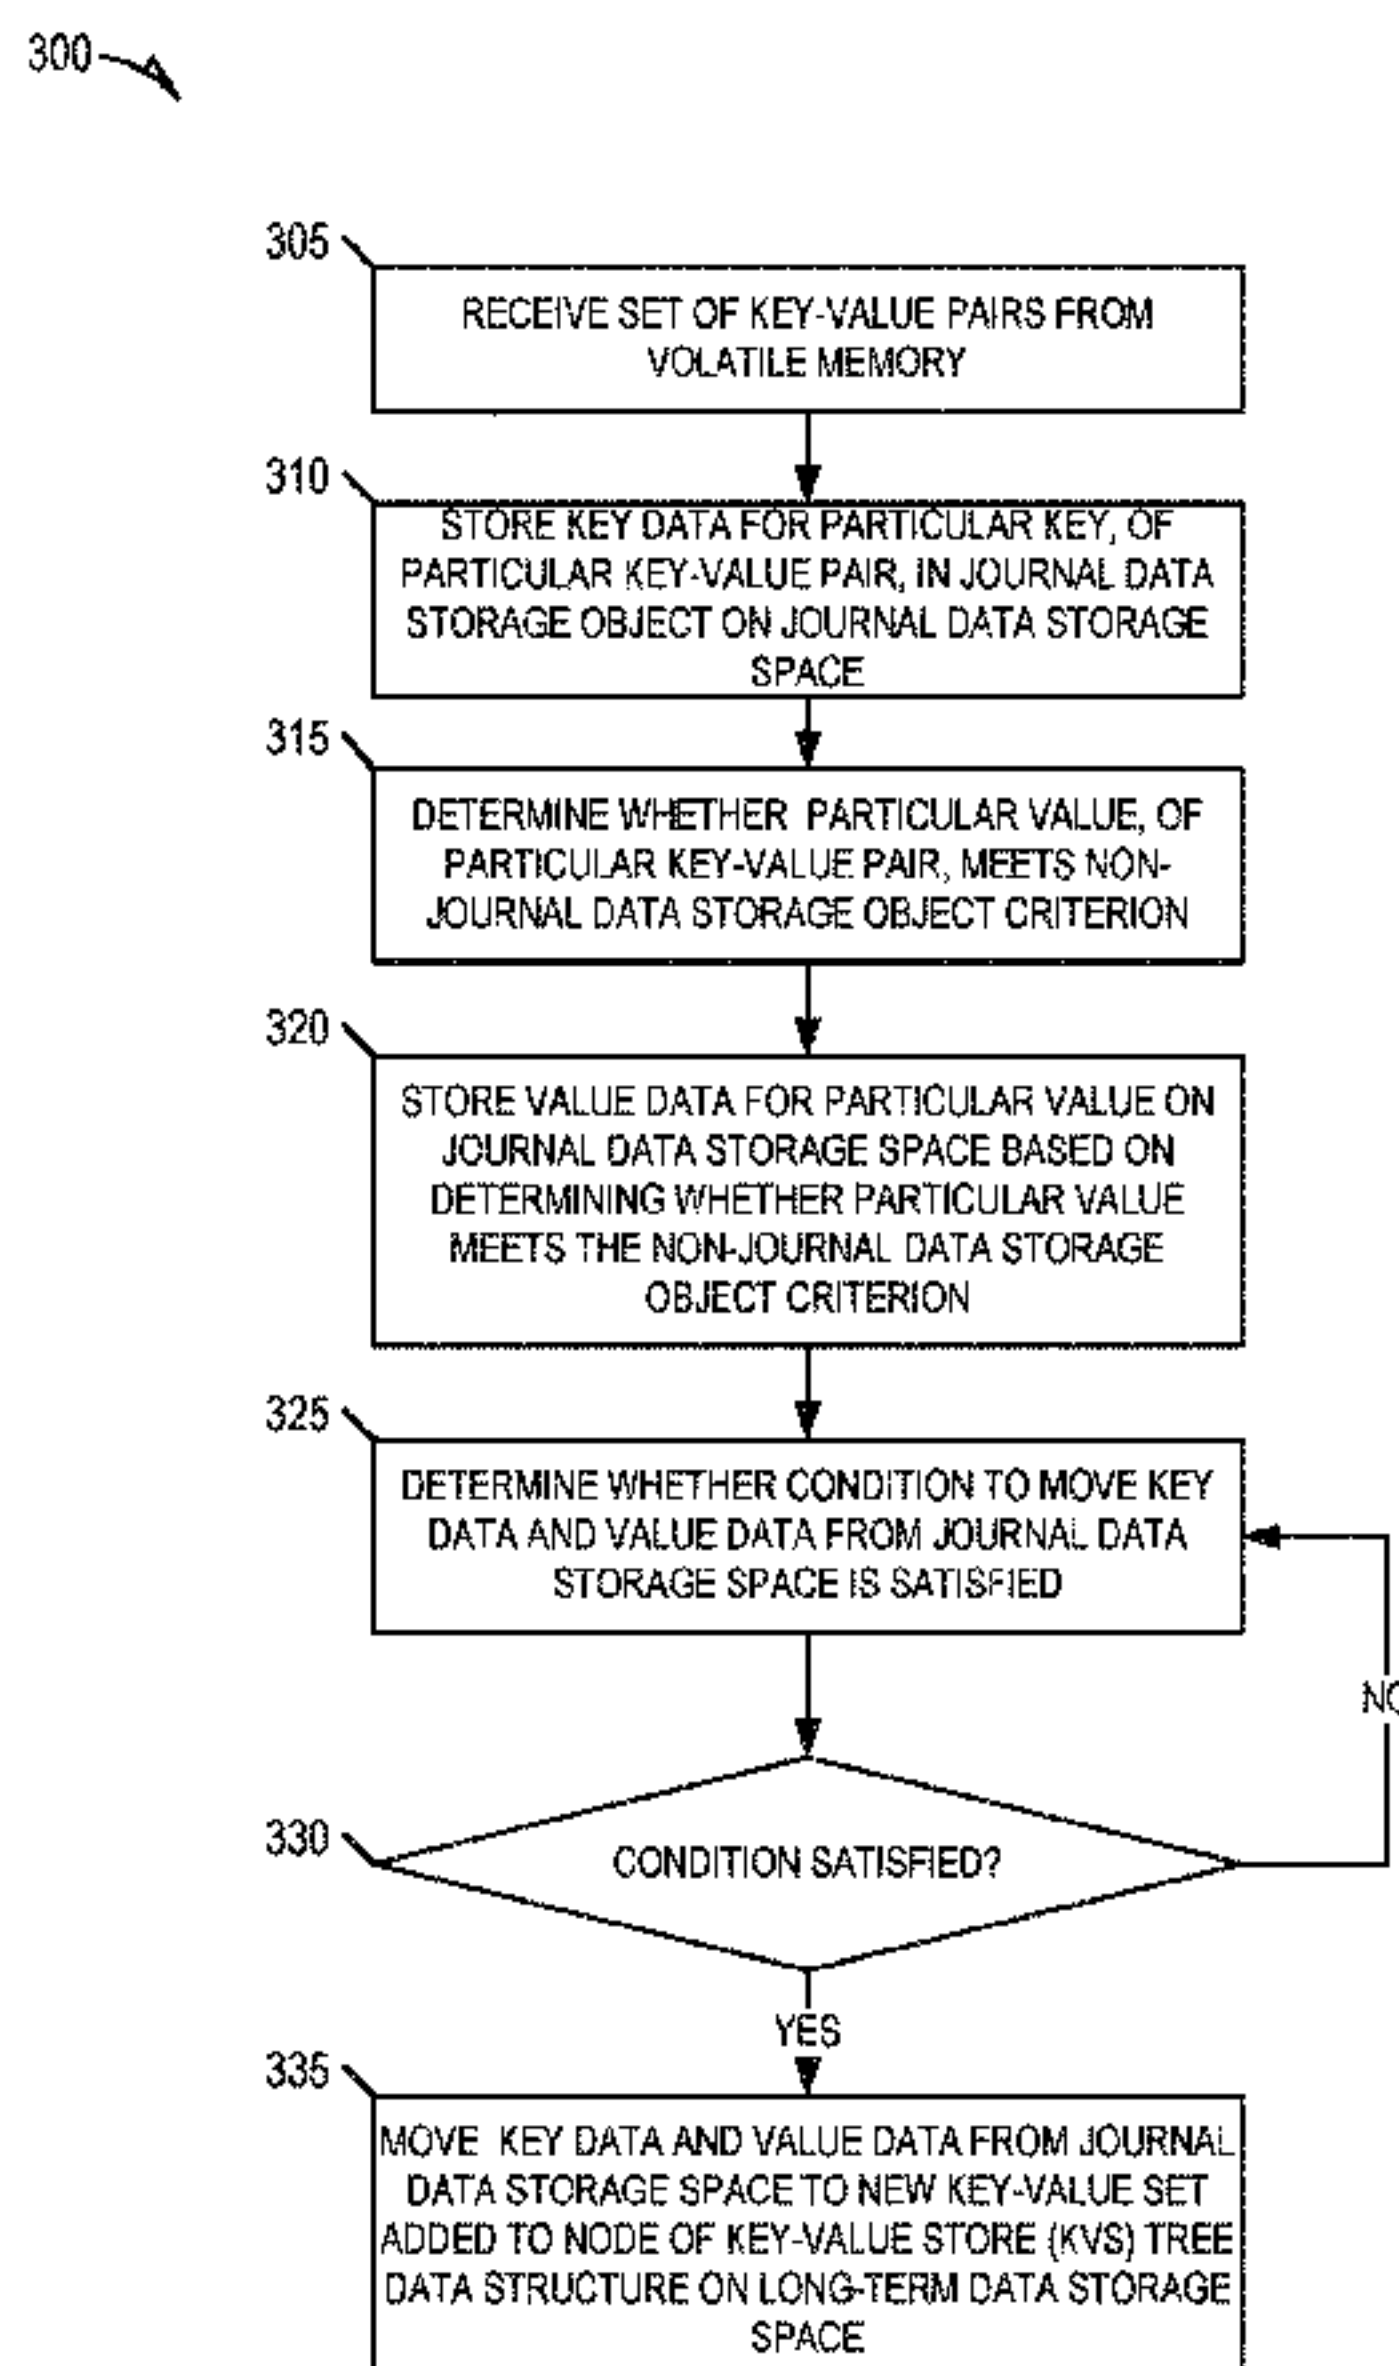 300
305
RECEIVE SET OF KEY-VALUE PAIRS FROM
VOLATILE MEMORY
310
STORE KEY DATA FOR PARTICULAR KEY, OF
PARTICULAR KEY-VALUE PAIR, IN JOURNAL DATA
STORAGE OBJECT ON JOURNAL DATA STORAGE
SPACE
315
DETERMINE WHETHER PARTICULAR VALUE, OF
PARTICULAR KEY-VALUE PAIR, MEETS NON-
JOURNAL DATA STORAGE OBJECT CRITERION
320
STORE VALUE DATA FOR PARTICULAR VALUE ON
JOURNAL DATA STORAGE SPACE BASED ON
DETERMINING WHETHER PARTICULAR VALUE
MEETS THE NON-JOURNAL DATA STORAGE
OBJECT CRITERION
325
DETERMINE WHETHER CONDITION TO MOVE KEY
DATA AND VALUE DATA FROM JOURNAL DATA
STORAGE SPACE IS SATISFIED
NO
330
CONDITION SATISFIED?
YES
335
MOVE KEY DATA AND VALUE DATA FROM JOURNAL
DATA STORAGE SPACE TO NEW KEY-VALUE SET
ADDED TO NODE OF KEY-VALUE STORE (KVS) TREE
DATA STRUCTURE ON LONG-TERM DATA STORAGE
SPACE